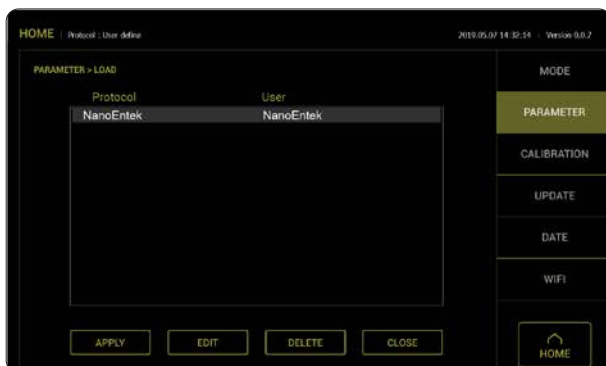 HOME | Protocol : User define 2019.05.07 14:32:14 | Version 0.0.7
PARAMETER > LOAD
MODE
Protocol User
NanoEntek NanoEntek
PARAMETER
CALIBRATION
UPDATE
DATE
WIFI
APPLY EDIT DELETE CLOSE
HOME